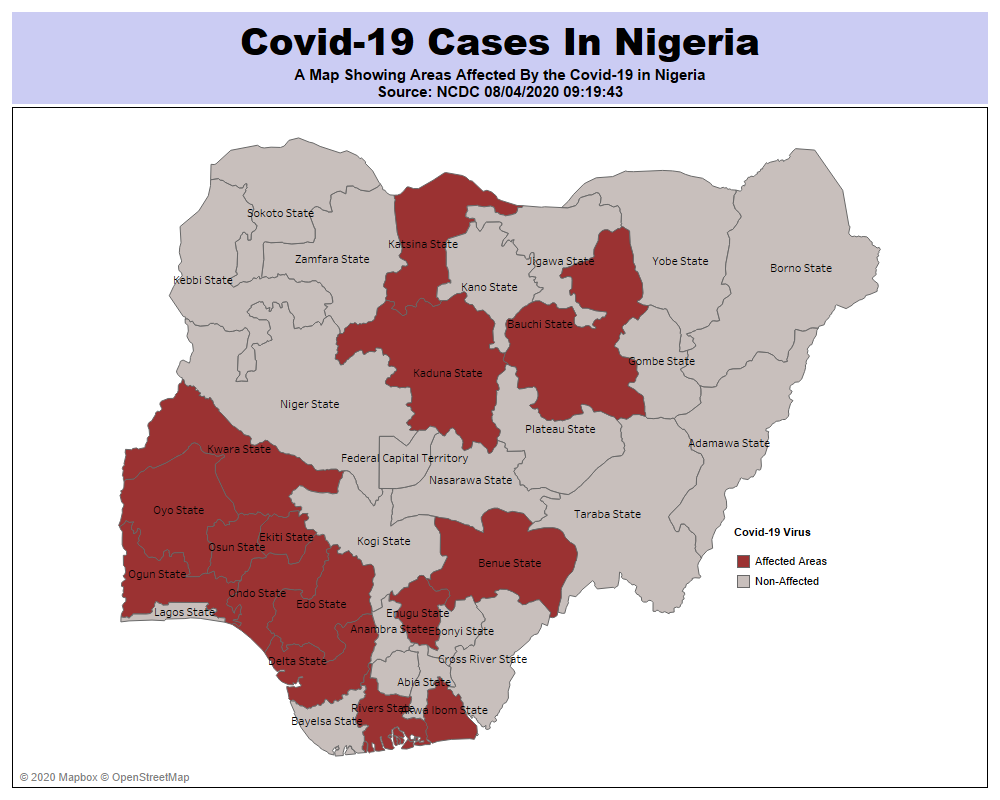 Covid-19 Cases In Nigeria
A Map Showing Areas Affected By the Covid-19 in Nigeria
Source: NCDC 08/04/2020 09:19:43
Sokoto State
Katsina State
Zamfara State
Jigawa State
Yobe State
Borno State
Kebbi State
Kano State
Bauchi State
Gombe State
Kaduna State
Niger State
Plateau State
Adamawa State
Kwara State
Federal Capital Territory
Nasarawa State
Oyo State
Taraba State
Ekiti State
Kogi State
Osun State
Benue State
Ogun State
Ondo State
Edo State
Lagos State
Enugu State
Anambra State
Ebonyi State
Delta State
Cross River State
Abia State
Rivers State
Akwa Ibom State
Bayelsa State
Covid-19 Virus
Affected Areas
Non-Affected
© 2020 Mapbox © OpenStreetMap